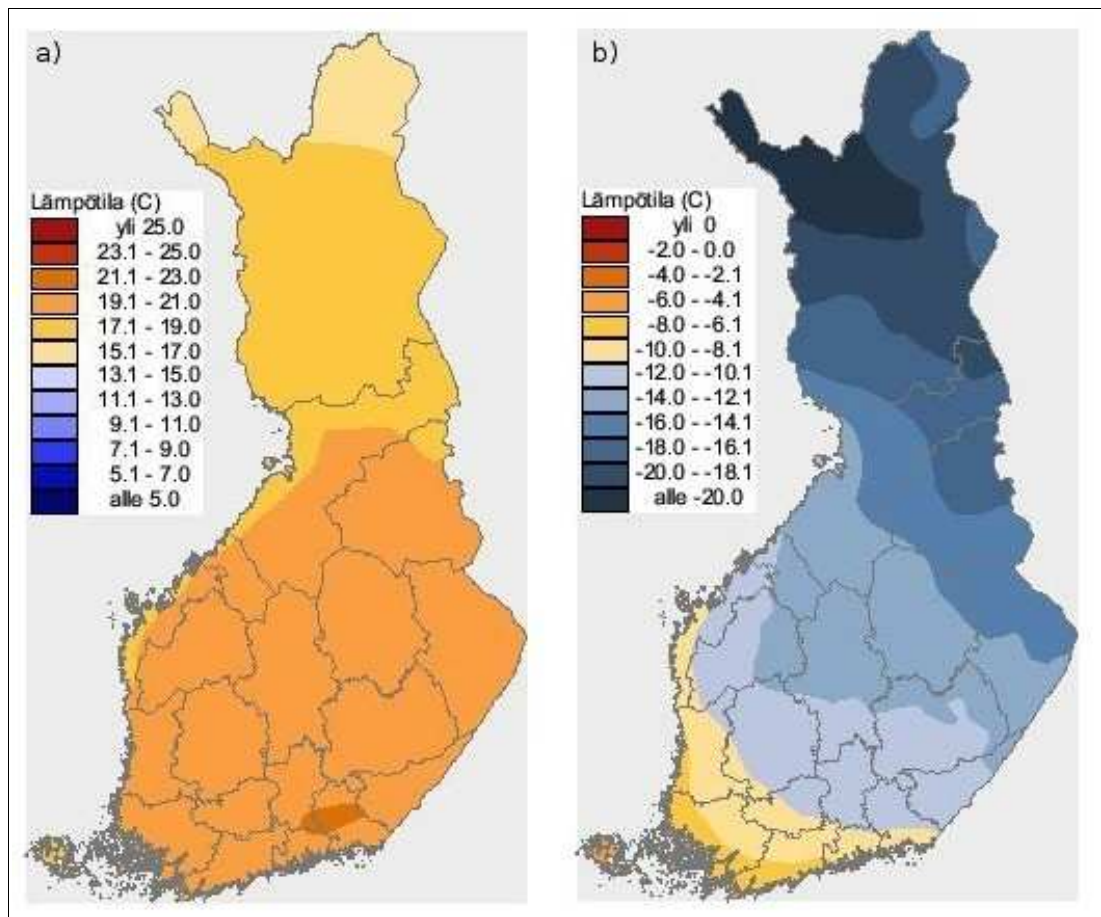 a)
Lämpötila (C)
yli 25.0
23.1 - 25.0
21.1 - 23.0
19.1 - 21.0
17.1 - 19.0
15.1 - 17.0
13.1 - 15.0
11.1 - 13.0
9.1 - 11.0
7.1 - 9.0
5.1 - 7.0
alle 5.0
b)
Lämpötila (C)
yli 0
-2.0 - 0.0
-4.0 - -2.1
-6.0 - -4.1
-8.0 - -6.1
-10.0 - -8.1
-12.0 - -10.1
-14.0 - -12.1
-16.0 - -14.1
-18.0 - -16.1
-20.0 - -18.1
alle -20.0